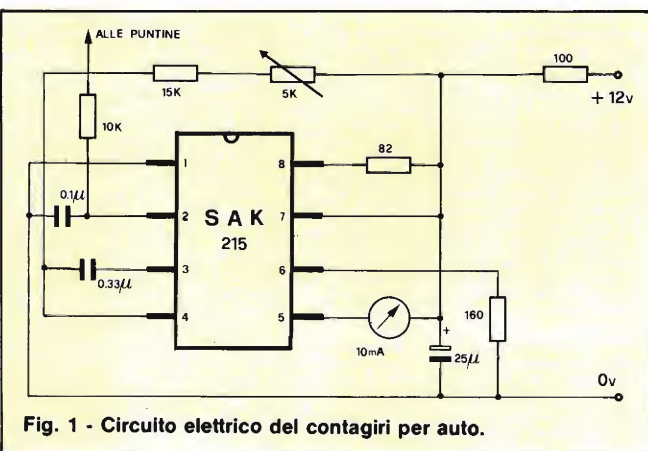 ALLE PUNTINE
100
15K
5K
+ 12v
10K
82
1
8
0.1µ
2
S A K
7
215
3
6
0.33µ
160
4
5
+
10mA
25µ
0v
Fig. 1 - Circuito elettrico del contagiri per auto.